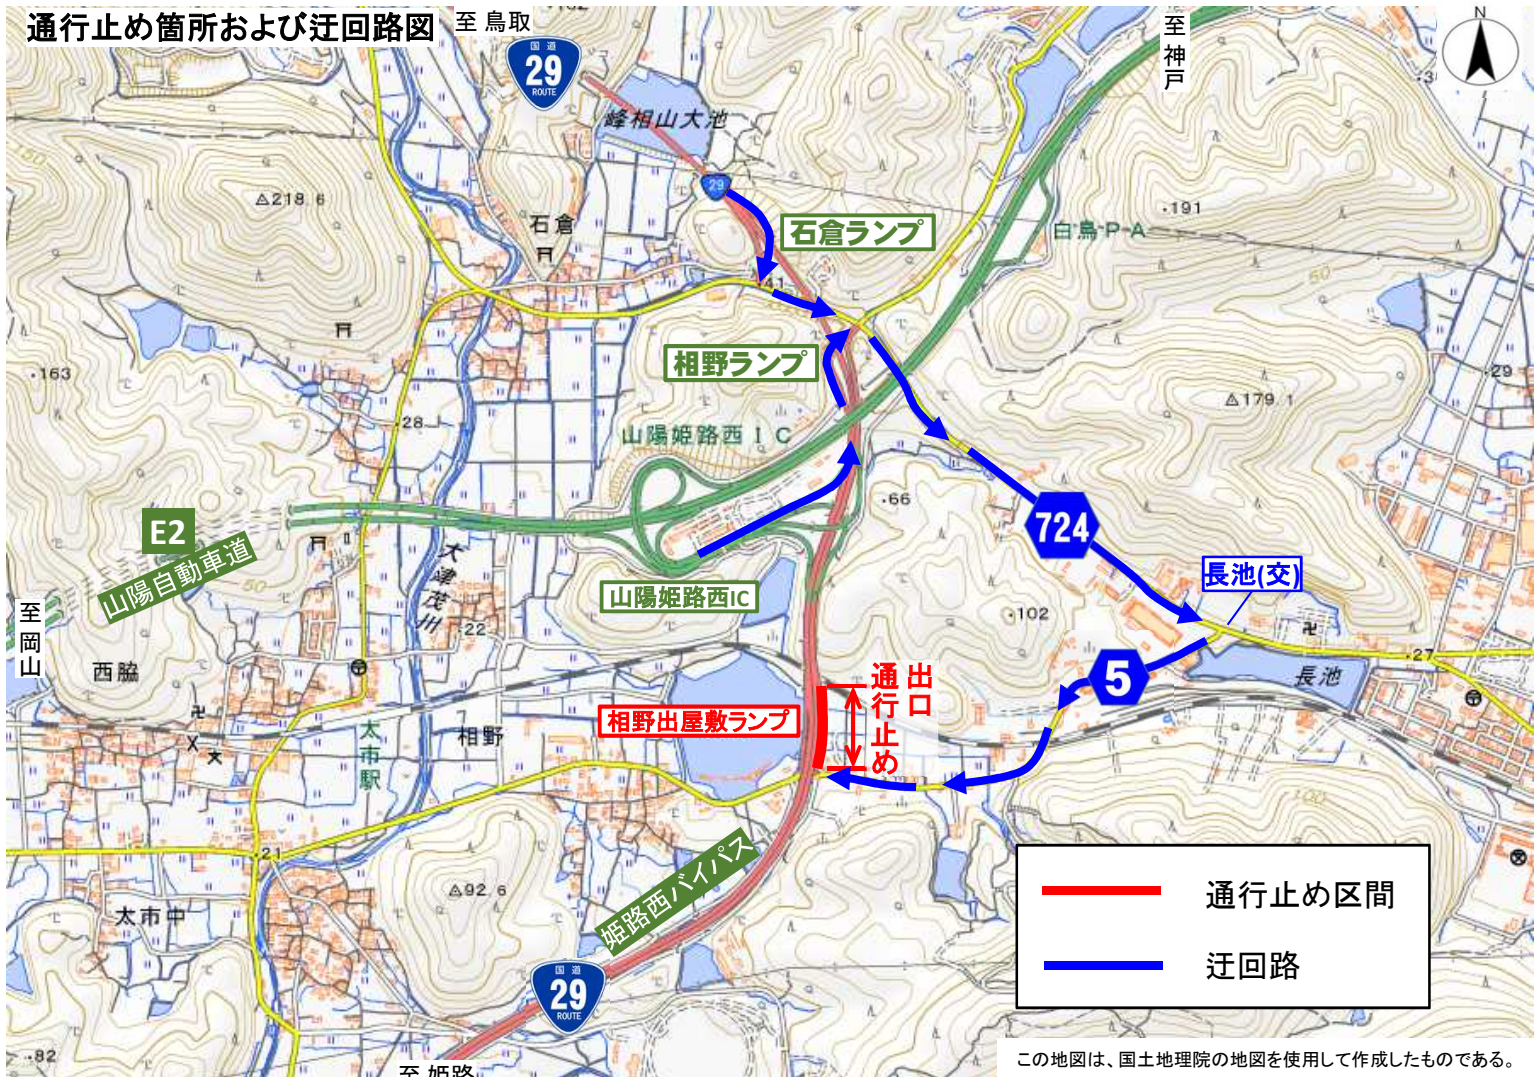 通行止め箇所および迂回路図
至 鳥取
至神戸
N
国道
29
ROUTE
峰相山大池
29
218.6
石倉
石倉ランプ
191
白鳥P・A
150
50
41
163
相野ランプ
29
179.1
28
山陽姫路西IC
66
E2
山陽自動車道
50
大津茂川
724
山陽姫路西IC
長池(交)
至岡山
22
102
西脇
出口
通行止め
5
長池
27
相野出屋敷ランプ
太市駅
相野
100
21
姫路西バイパス
92.6
太市中
国道
29
ROUTE
通行止め区間
迂回路
82
至 姫路
この地図は、国土地理院の地図を使用して作成したものである。